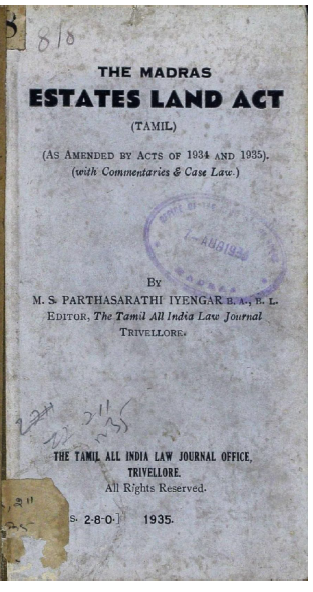 8
818
THE MADRAS
ESTATES LAND ACT
(TAMIL)
(AS AMENDED BY ACTS OF 1934 AND 1935).
(with Commentaries & Case Law.)
By
M. S. PARTHASARATHI IYENGAR B. A., B. L.
EDITOR, The Tamil All India Law Journal
TRIVELLORE.
THE TAMIL ALL INDIA LAW JOURNAL OFFICE,
TRIVELLORE.
All Rights Reserved.
s. 2-8-0.] 1935.